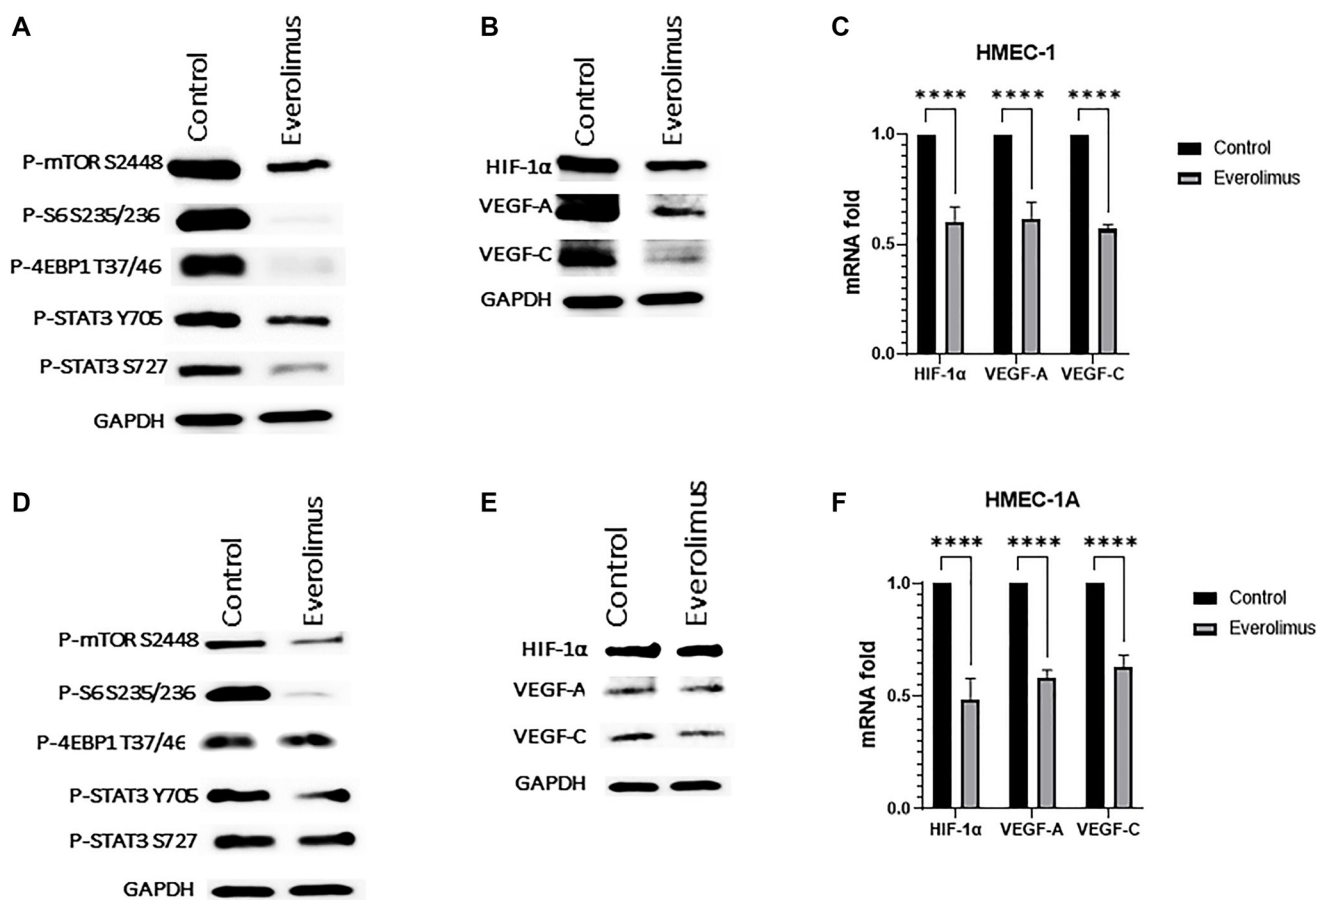 A
Control
Everolimus
P-mTOR S2448
P-S6 S235/236
P-4EBP1 T37/46
P-STAT3 Y705
P-STAT3 S727
GAPDH
B
Control
Everolimus
HIF-1α
VEGF-A
VEGF-C
GAPDH
C
HMEC-1
**** **** ****
1.0
0.5
0.0
mRNA fold
HIF-1α VEGF-A VEGF-C
Control
Everolimus
D
Control
Everolimus
P-mTOR S2448
P-S6 S235/236
P-4EBP1 T37/46
P-STAT3 Y705
P-STAT3 S727
GAPDH
E
Control
Everolimus
HIF-1α
VEGF-A
VEGF-C
GAPDH
F
HMEC-1A
**** **** ****
1.0
0.5
0.0
mRNA fold
HIF-1α VEGF-A VEGF-C
Control
Everolimus